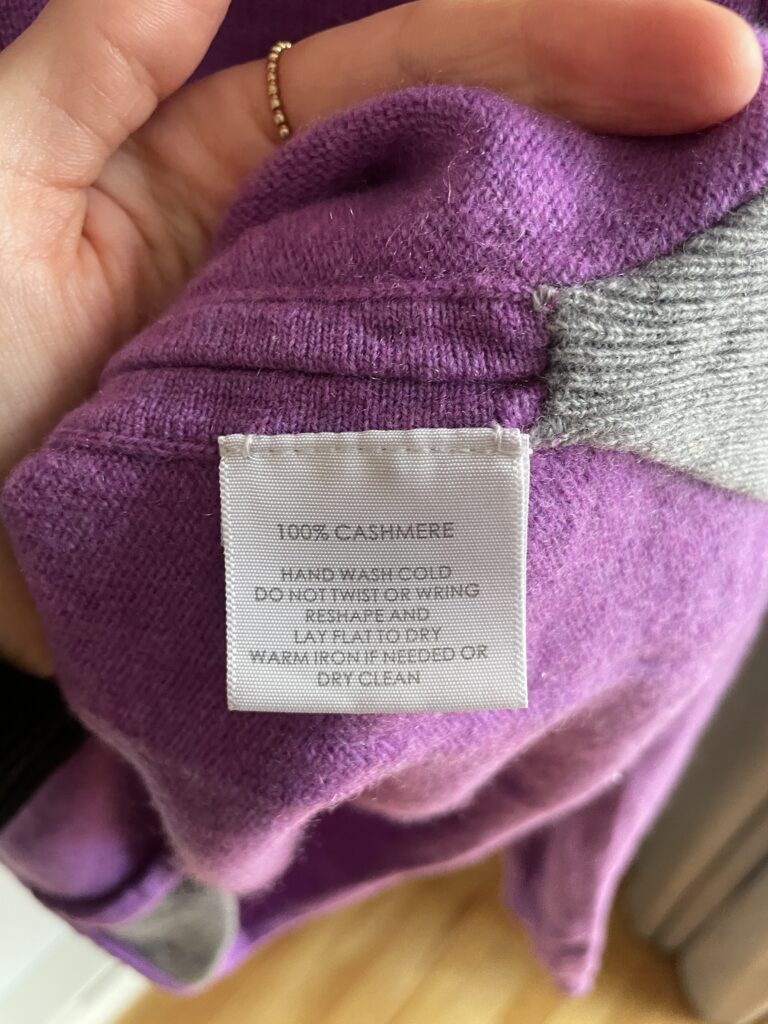 100% CASHMERE
HAND WASH COLD
DO NOT TWIST OR WRING
RESHAPE AND
LAY FLAT TO DRY
WARM IRON IF NEEDED OR
DRY CLEAN